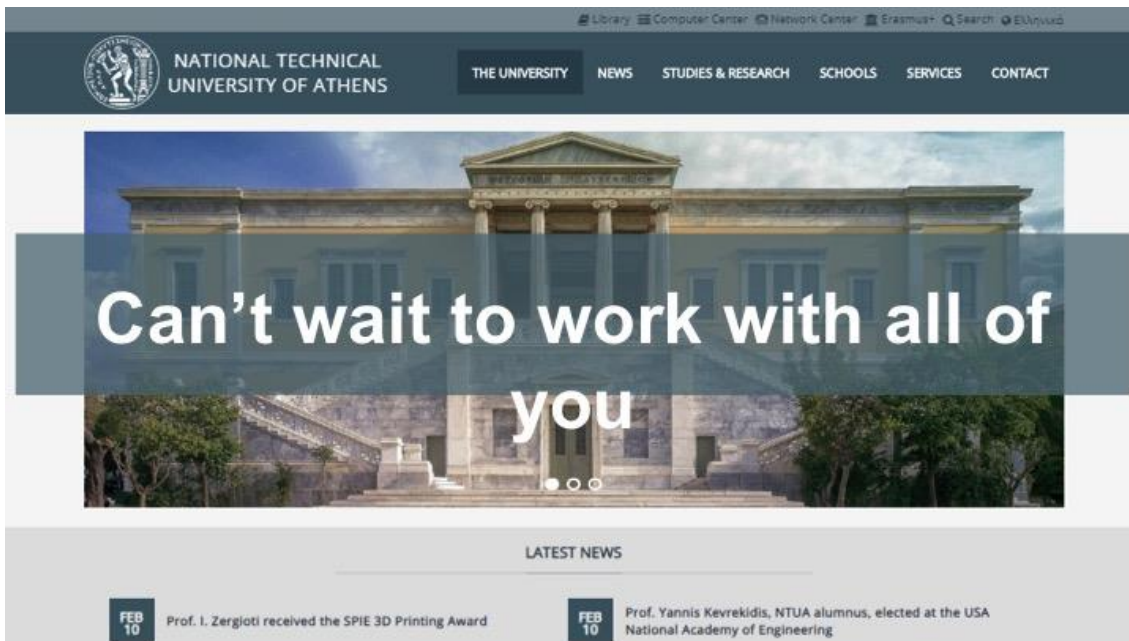 Library Computer Center Network Center Erasmus+ Search Ελληνικά
NATIONAL TECHNICAL
UNIVERSITY OF ATHENS
THE UNIVERSITY NEWS STUDIES & RESEARCH SCHOOLS SERVICES CONTACT
Can’t wait to work with all of
you
LATEST NEWS
FEB
10
Prof. I. Zergioti received the SPIE 3D Printing Award
FEB
10
Prof. Yannis Kevrekidis, NTUA alumnus, elected at the USA
National Academy of Engineering